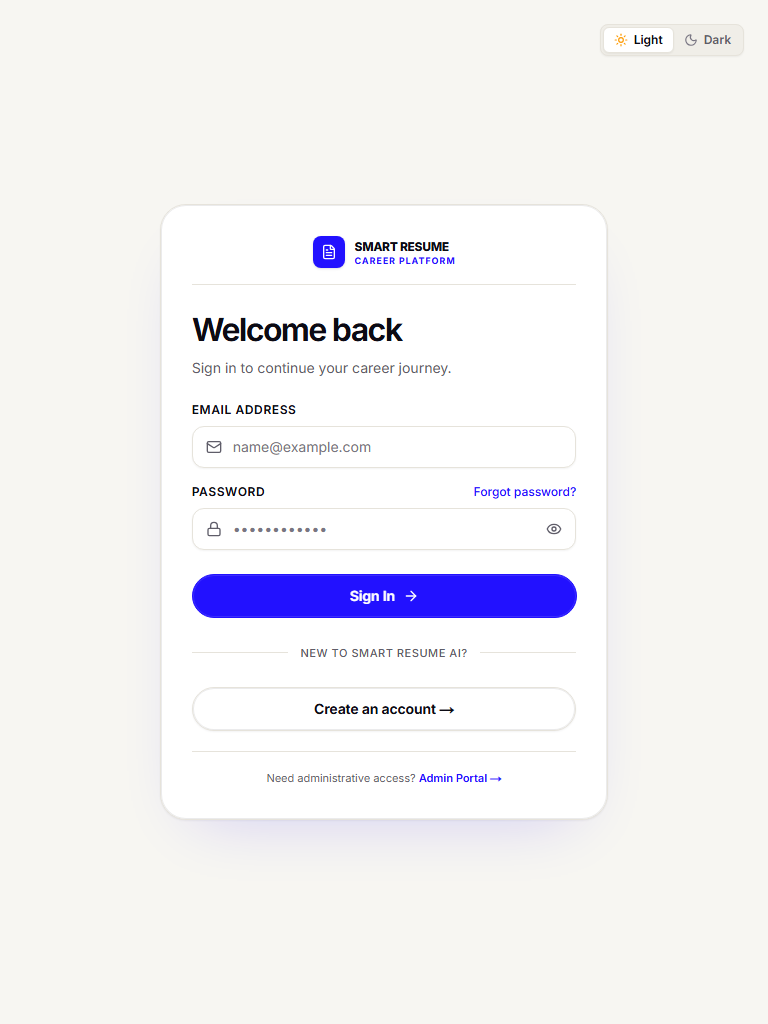 Light Dark
SMART RESUME
CAREER PLATFORM
Welcome back
Sign in to continue your career journey.
EMAIL ADDRESS
name@example.com
PASSWORD Forgot password?
••••••••••••
Sign In →
NEW TO SMART RESUME AI?
Create an account →
Need administrative access? Admin Portal →